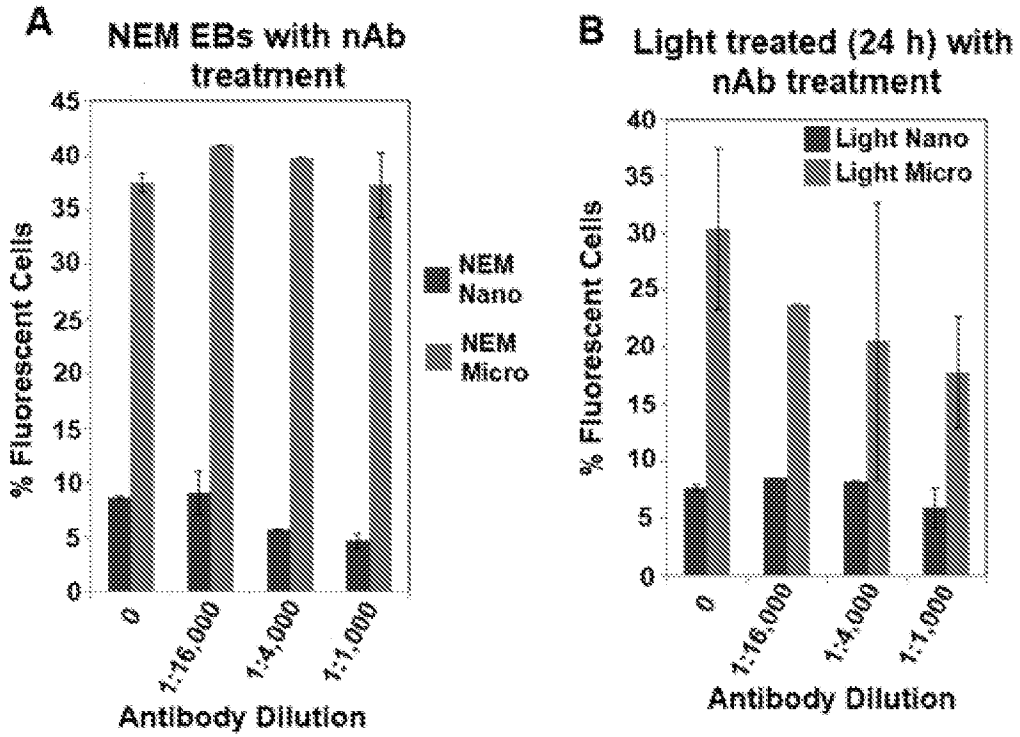 A
NEM EBs with nAb
treatment
45
40
35
30
25
20
15
10
5
0
% Fluorescent Cells
0
1:16,000
1:4,000
1:1,000
Antibody Dilution
NEM
Nano
NEM
Micro
B
Light treated (24 h) with
nAb treatment
40
35
30
25
20
15
10
5
0
% Fluorescent Cells
Light Nano
Light Micro
0
1:16,000
1:4,000
1:1,000
Antibody Dilution